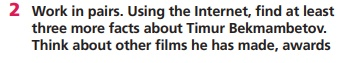 2 Work in pairs. Using the Internet, find at least
three more facts about Timur Bekmambetov.
Think about other films he has made, awards